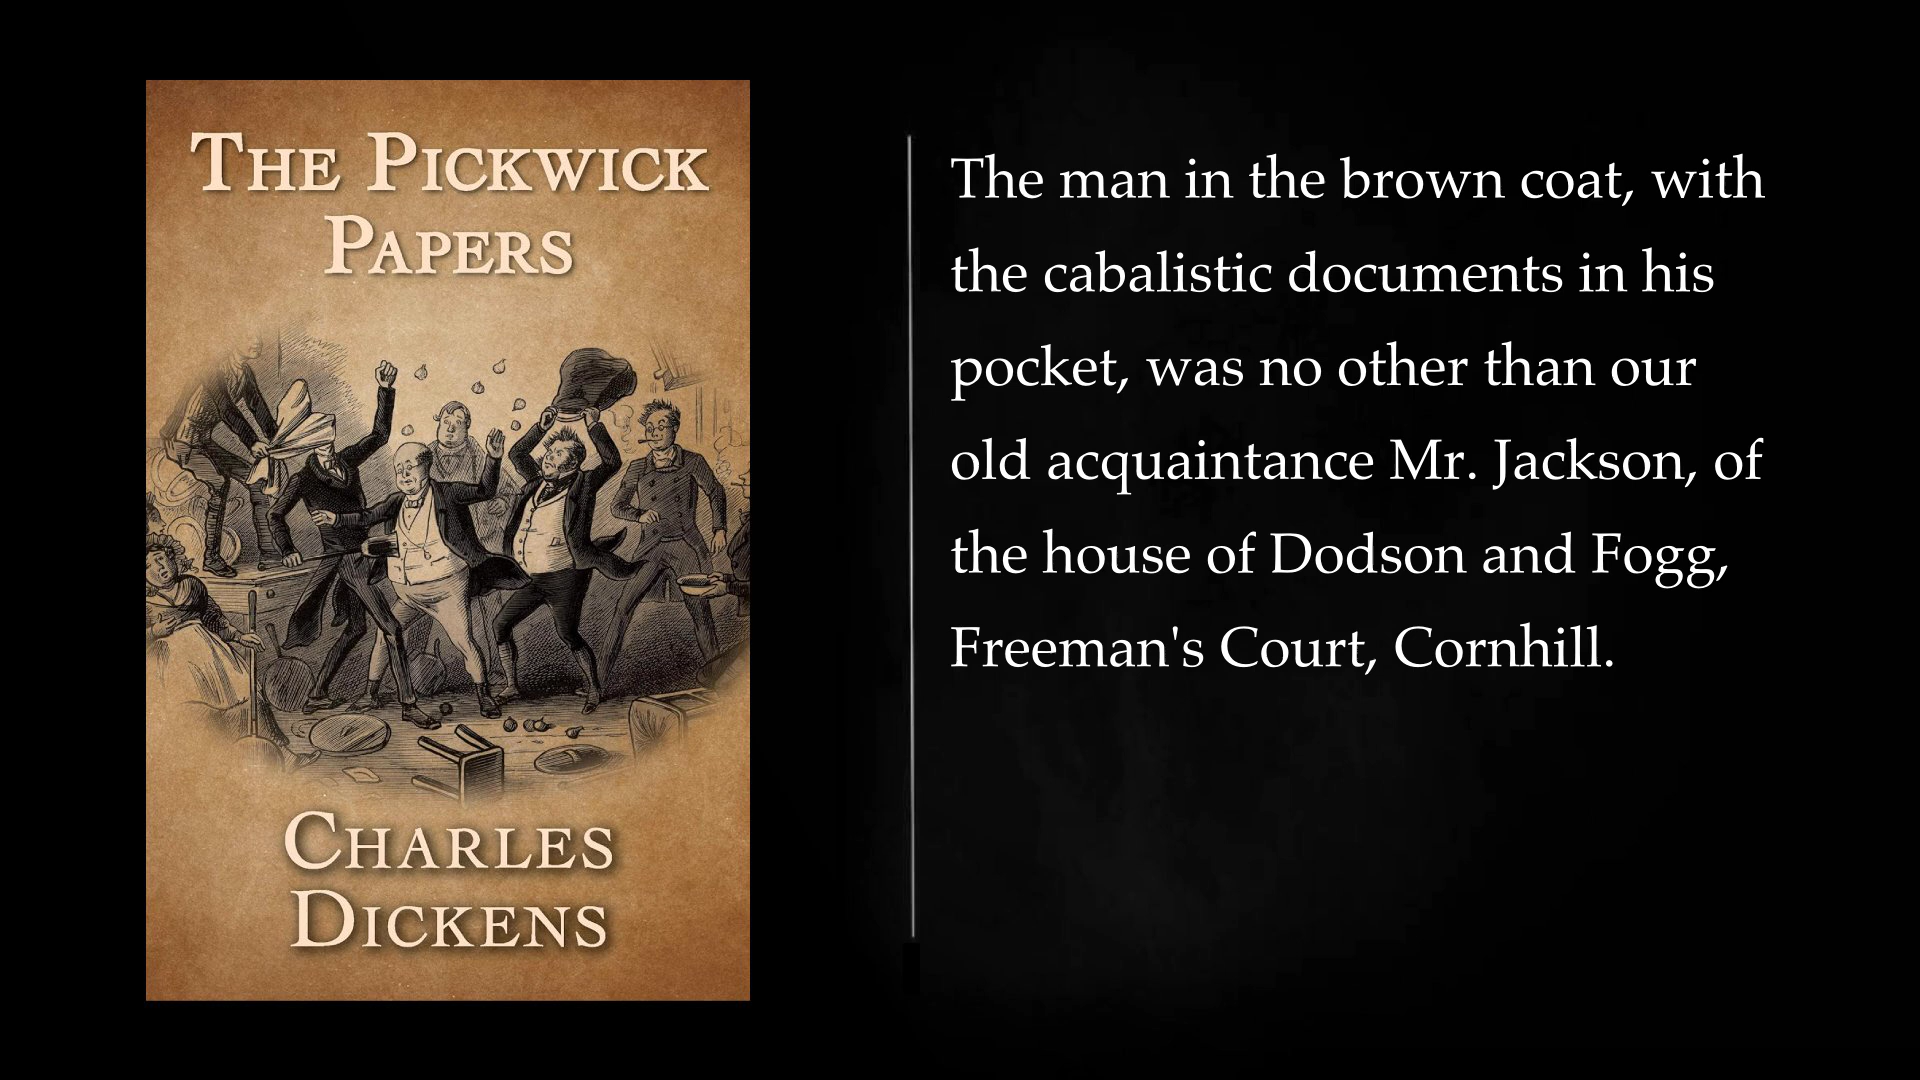 The Pickwick
Papers
Charles
Dickens
The man in the brown coat, with
the cabalistic documents in his
pocket, was no other than our
old acquaintance Mr. Jackson, of
the house of Dodson and Fogg,
Freeman's Court, Cornhill.